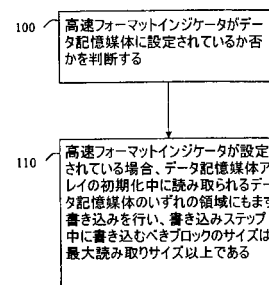 100
高速フォーマットインジケータがデー
タ記憶媒体に設定されているか否
かを判断する
110
高速フォーマットインジケータが設定
されている場合、データ記憶媒体ア
レイの初期化中に読み取られるデー
タ記憶媒体のいずれの領域にもまず
書き込みを行い、書き込みステップ
中に書き込むべきブロックのサイズは
最大読み取りサイズ以上である